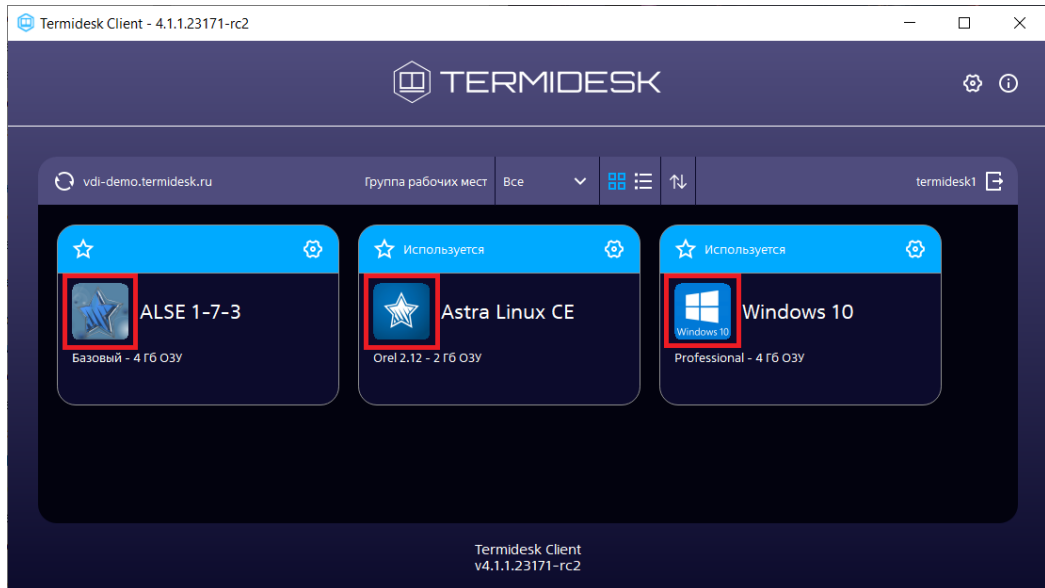 Termidesk Client - 4.1.1.23171-rc2
TERMIDESK
vdi-demo.termidesk.ru Группа рабочих мест Все termidesk1
Используется Используется
ALSE 1-7-3 Astra Linux CE Windows 10 Windows 10
Базовый - 4 Гб ОЗУ Orel 2.12 - 2 Гб ОЗУ Professional - 4 Гб ОЗУ
Termidesk Client
v4.1.1.23171-rc2